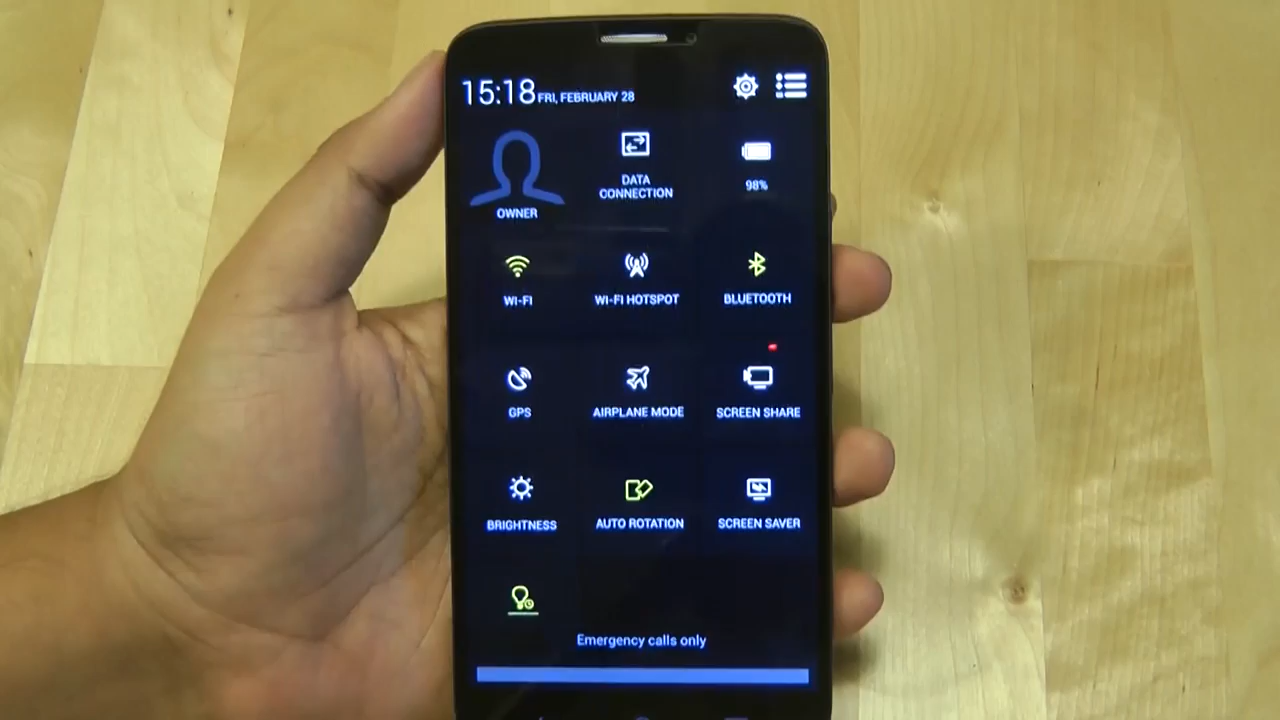 15:18 FRI, FEBRUARY 28
OWNER
DATA
CONNECTION
98%
WI-FI
WI-FI HOTSPOT
BLUETOOTH
GPS
AIRPLANE MODE
SCREEN SHARE
BRIGHTNESS
AUTO ROTATION
SCREEN SAVER
Emergency calls only